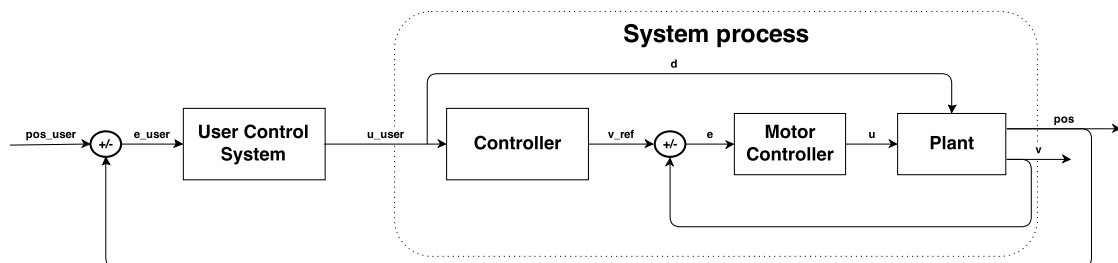 System process
d
pos_user
+/-
e_user
User Control
System
u_user
Controller
v_ref
+/-
e
Motor
Controller
u
Plant
pos
v